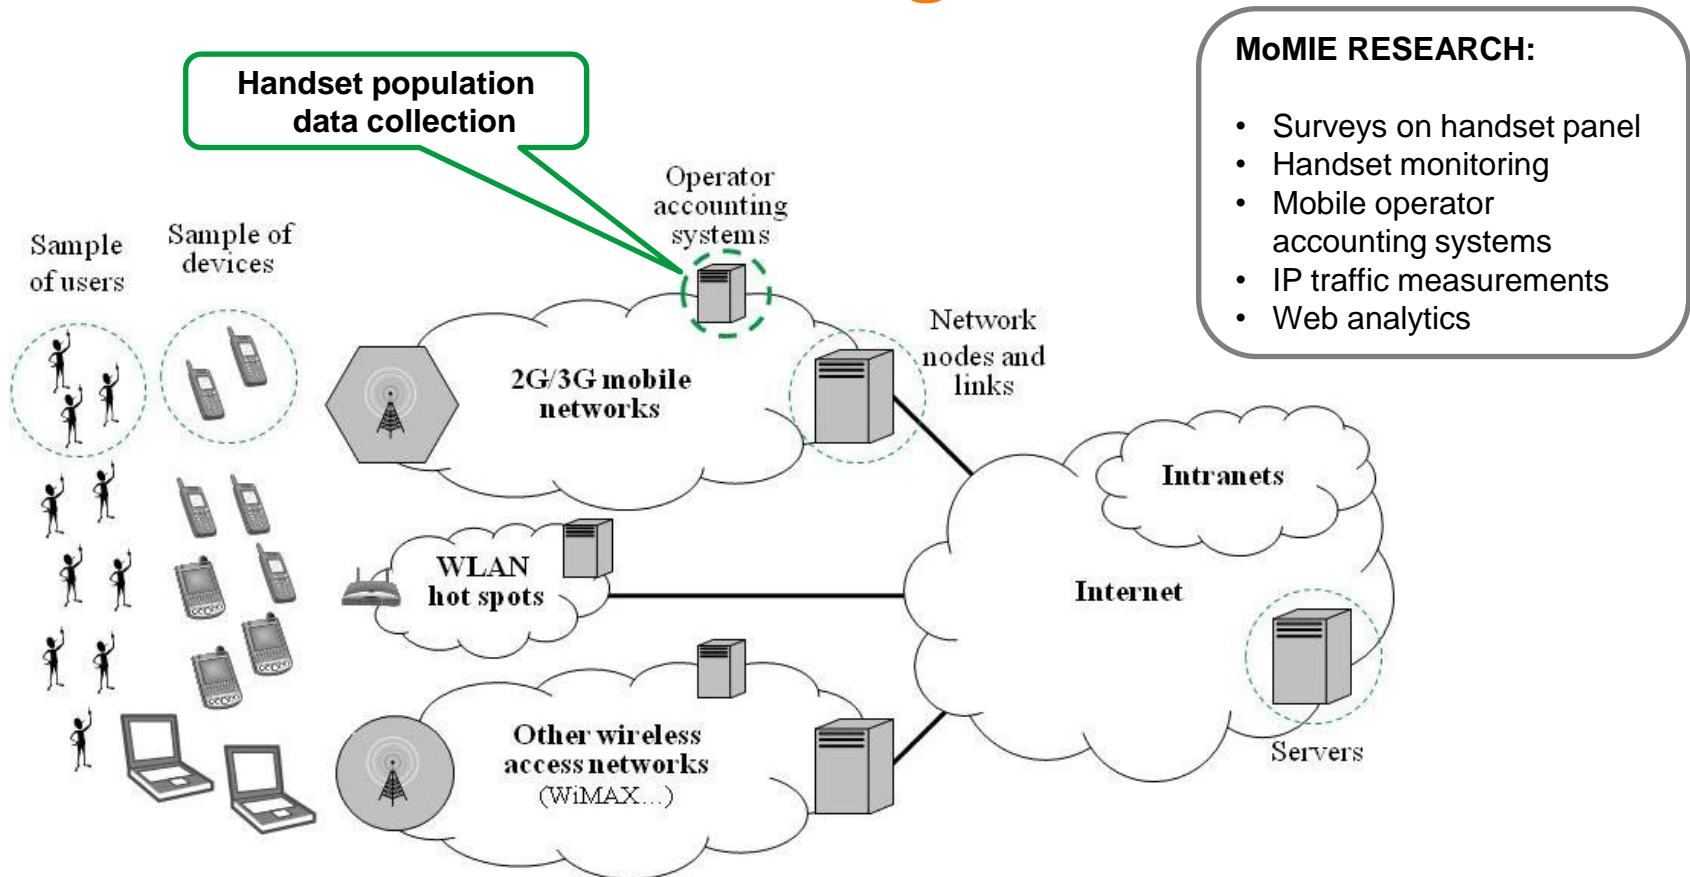 MoMIE RESEARCH:
• Surveys on handset panel
• Handset monitoring
• Mobile operator
accounting systems
• IP traffic measurements
• Web analytics
Handset population
data collection
Operator
accounting
systems
Sample
of users
Sample of
devices
Network
nodes and
links
2G/3G mobile
networks
Intranets
WLAN
hot spots
Internet
Other wireless
access networks
(WiMAX...)
Servers